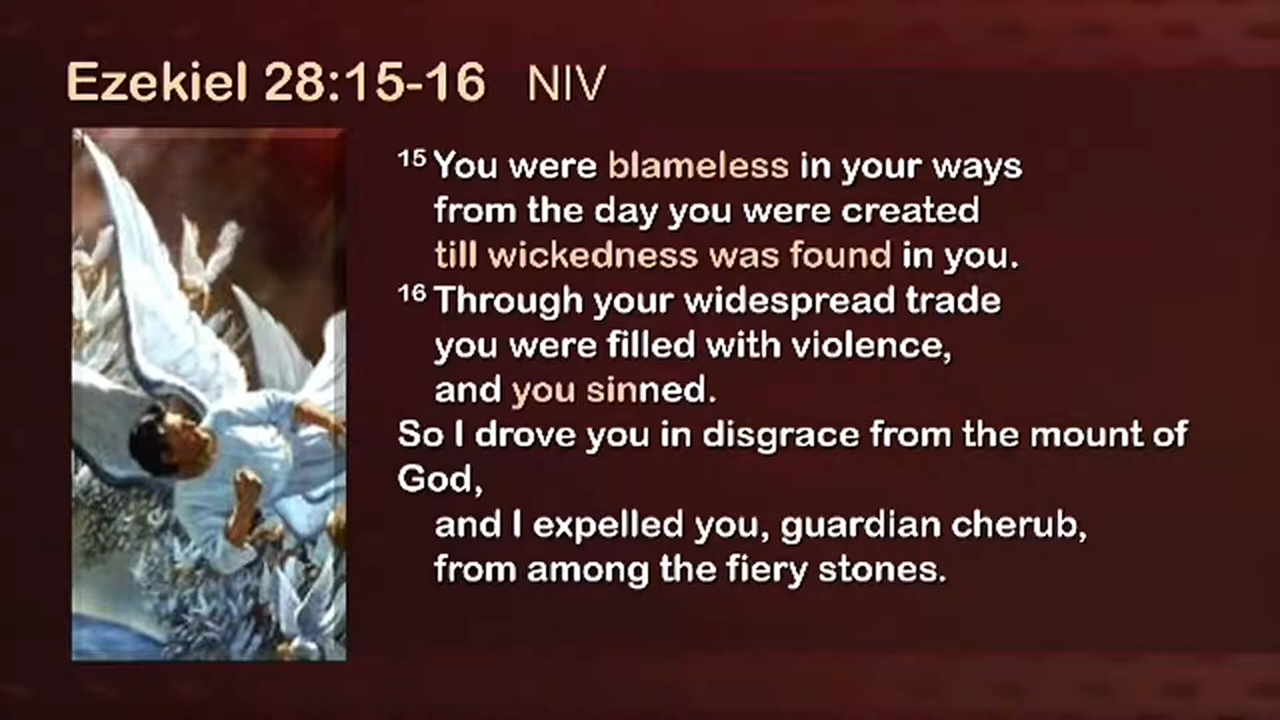 Ezekiel 28:15-16 NIV
15 You were blameless in your ways
from the day you were created
till wickedness was found in you.
16 Through your widespread trade
you were filled with violence,
and you sinned.
So I drove you in disgrace from the mount of
God,
and I expelled you, guardian cherub,
from among the fiery stones.